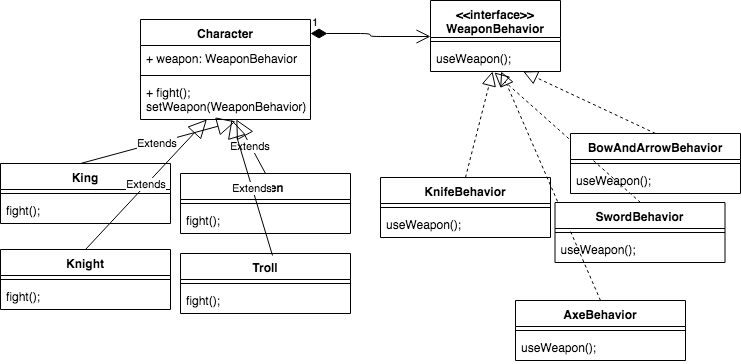 Character
1
+ weapon: WeaponBehavior
+ fight();
setWeapon(WeaponBehavior)
<<interface>>
WeaponBehavior
useWeapon();
Extends
Extends
Extends
Extends
King
fight();
en
fight();
Knight
fight();
Troll
fight();
KnifeBehavior
useWeapon();
BowAndArrowBehavior
useWeapon();
SwordBehavior
useWeapon();
AxeBehavior
useWeapon();